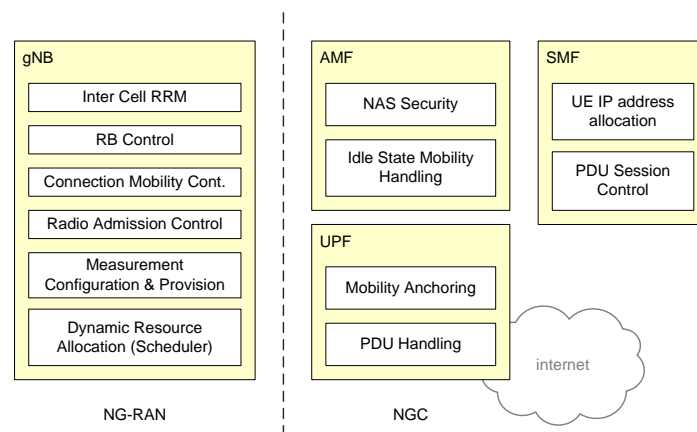 gNB
Inter Cell RRM
RB Control
Connection Mobility Cont.
Radio Admission Control
Measurement
Configuration & Provision
Dynamic Resource
Allocation (Scheduler)
NG-RAN
AMF
NAS Security
Idle State Mobility
Handling
SMF
UE IP address
allocation
PDU Session
Control
UPF
Mobility Anchoring
PDU Handling
internet
NGC